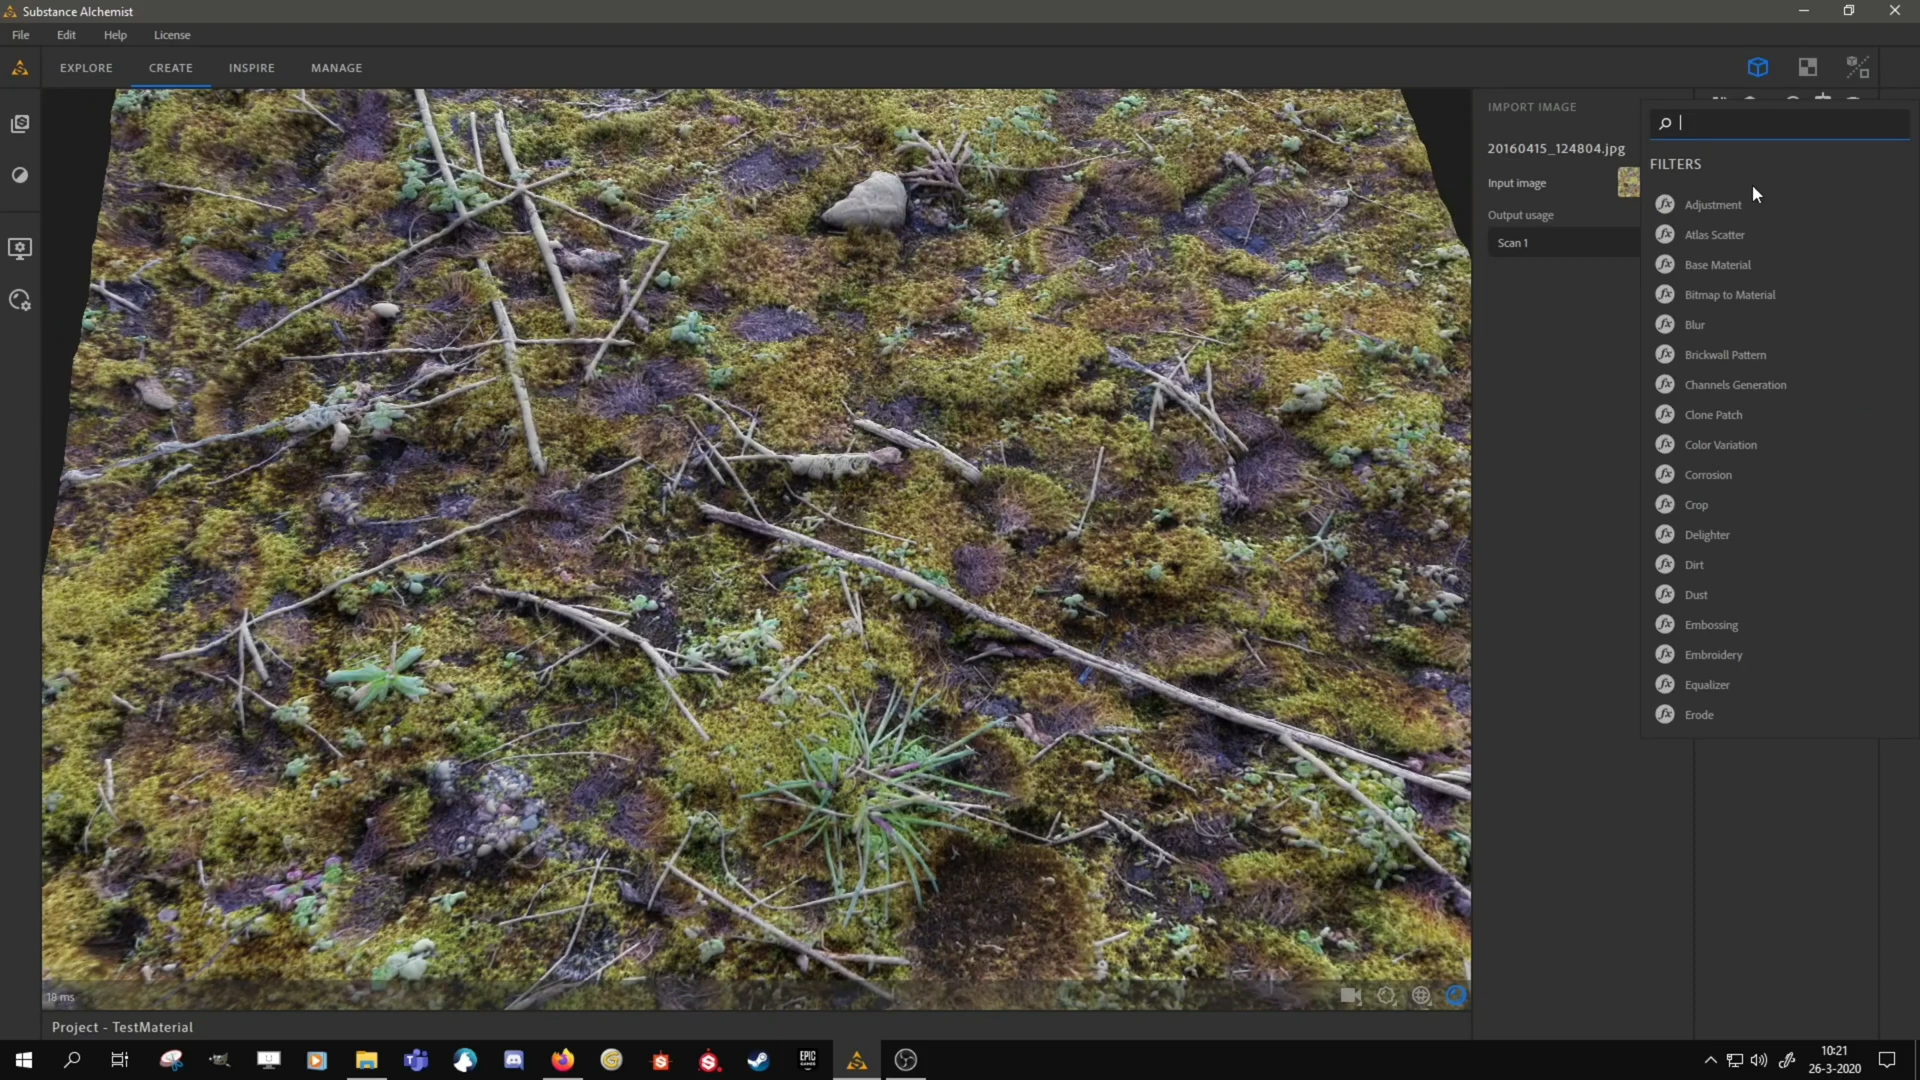 Substance Alchemist
File Edit Help License
EXPLORE CREATE INSPIRE MANAGE
IMPORT IMAGE
20160415_124804.jpg
Input image
Output usage
Scan 1
FILTERS
Adjustment
Atlas Scatter
Base Material
Bitmap to Material
Blur
Brickwall Pattern
Channels Generation
Clone Patch
Color Variation
Corrosion
Crop
Delighter
Dirt
Dust
Embossing
Embroidery
Equalizer
Erode
18 ms
Project - TestMaterial
EPIC
GAMES
10:21
26-3-2020